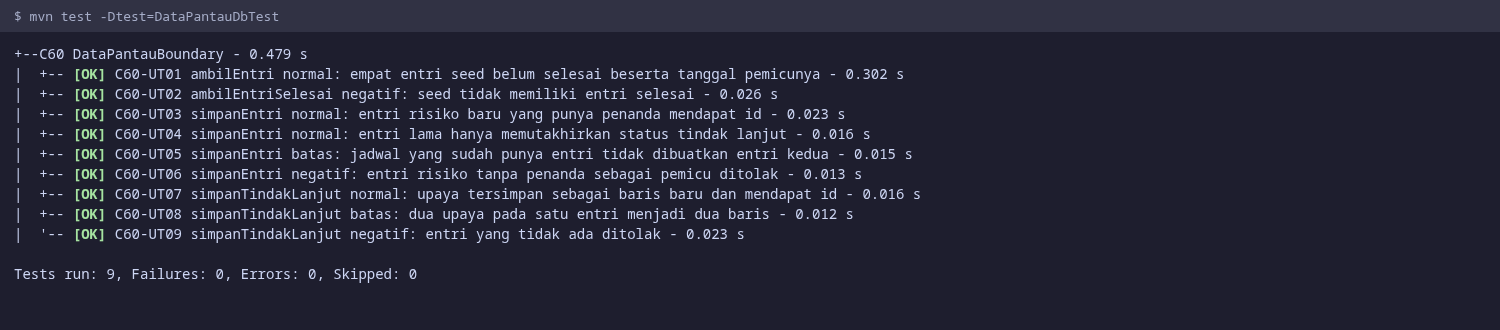 $ mvn test -Dtest=DataPantauDbTest
+--C60 DataPantauBoundary - 0.479 s
|  +-- [OK] C60-UT01 ambilEntri normal: empat entri seed belum selesai beserta tanggal pemicunya - 0.302 s
|  +-- [OK] C60-UT02 ambilEntriSelesai negatif: seed tidak memiliki entri selesai - 0.026 s
|  +-- [OK] C60-UT03 simpanEntri normal: entri risiko baru yang punya penanda mendapat id - 0.023 s
|  +-- [OK] C60-UT04 simpanEntri normal: entri lama hanya memutakhirkan status tindak lanjut - 0.016 s
|  +-- [OK] C60-UT05 simpanEntri batas: jadwal yang sudah punya entri tidak dibuatkan entri kedua - 0.015 s
|  +-- [OK] C60-UT06 simpanEntri negatif: entri risiko tanpa penanda sebagai pemicu ditolak - 0.013 s
|  +-- [OK] C60-UT07 simpanTindakLanjut normal: upaya tersimpan sebagai baris baru dan mendapat id - 0.016 s
|  +-- [OK] C60-UT08 simpanTindakLanjut batas: dua upaya pada satu entri menjadi dua baris - 0.012 s
|  '-- [OK] C60-UT09 simpanTindakLanjut negatif: entri yang tidak ada ditolak - 0.023 s
Tests run: 9, Failures: 0, Errors: 0, Skipped: 0